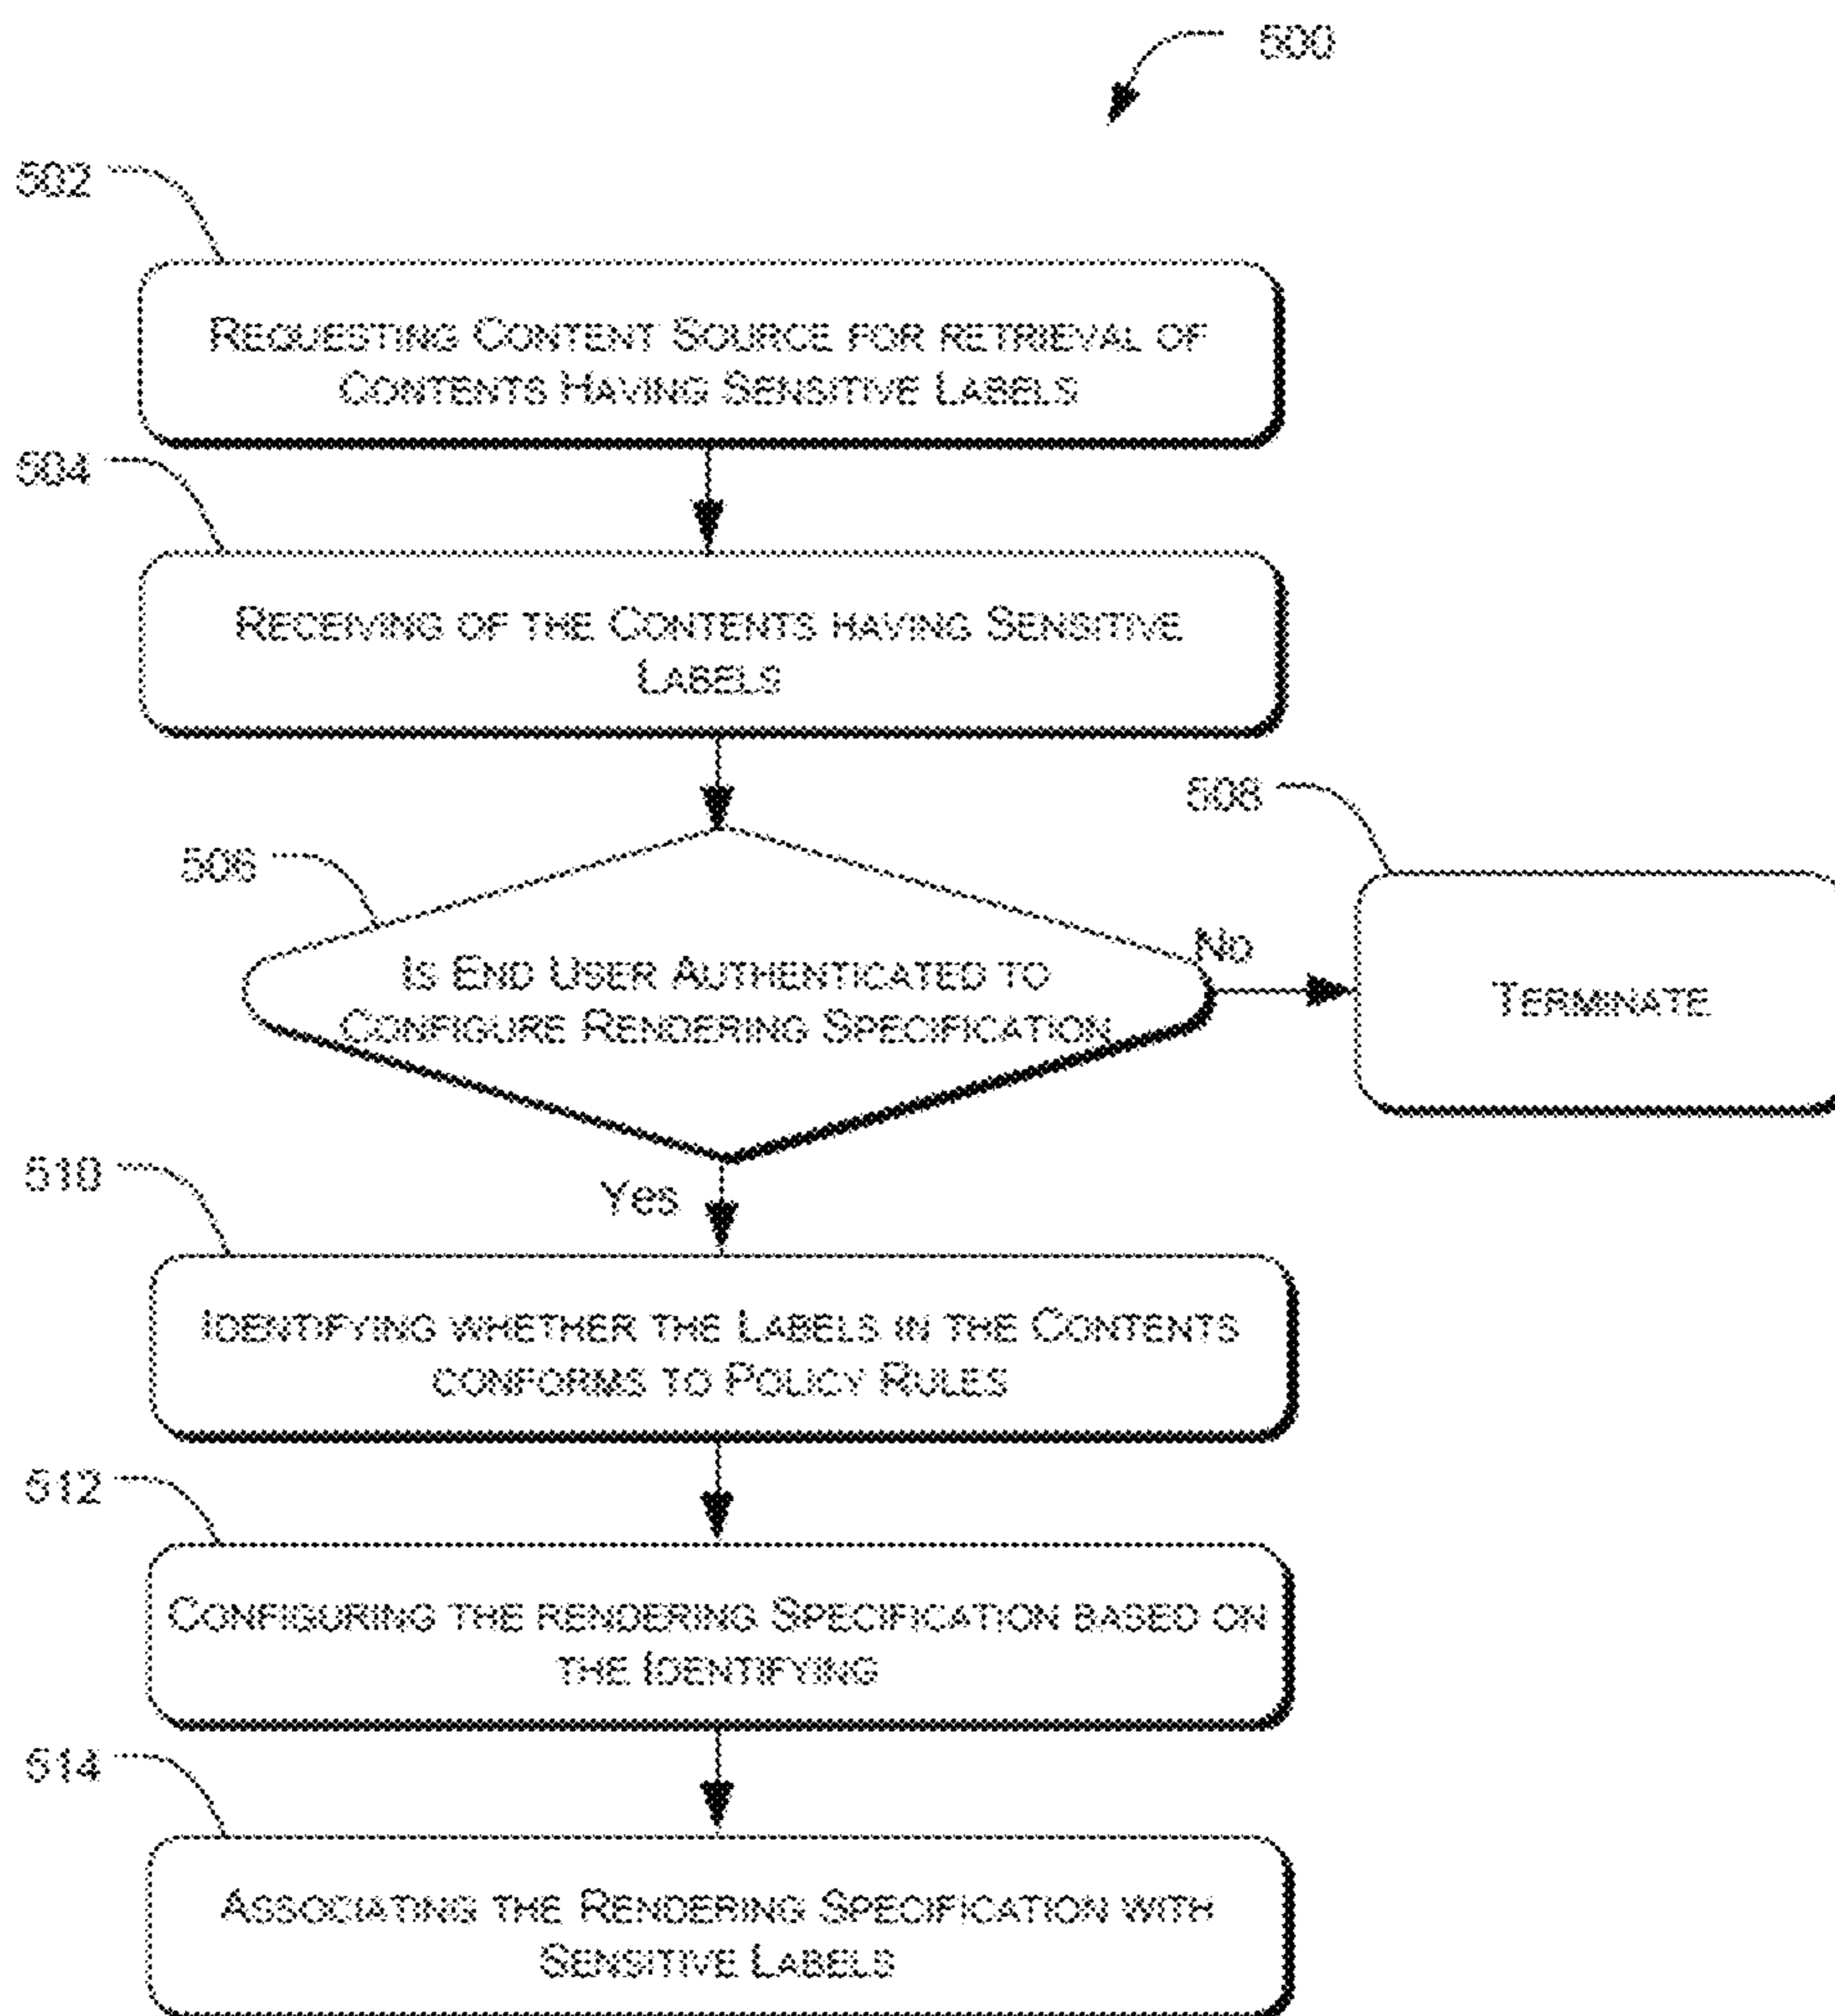 500
502
REQUESTING CONTENT SOURCE FOR RETRIEVAL OF
CONTENTS HAVING SENSITIVE LABELS
504
RECEIVING OF THE CONTENTS HAVING SENSITIVE
LABELS
506
IS END USER AUTHENTICATED TO
CONFIGURE RENDERING SPECIFICATION
No
508
TERMINATE
Yes
510
IDENTIFYING WHETHER THE LABELS IN THE CONTENTS
CONFORMS TO POLICY RULES
512
CONFIGURING THE RENDERING SPECIFICATION BASED ON
THE IDENTIFYING
514
ASSOCIATING THE RENDERING SPECIFICATION WITH
SENSITIVE LABELS